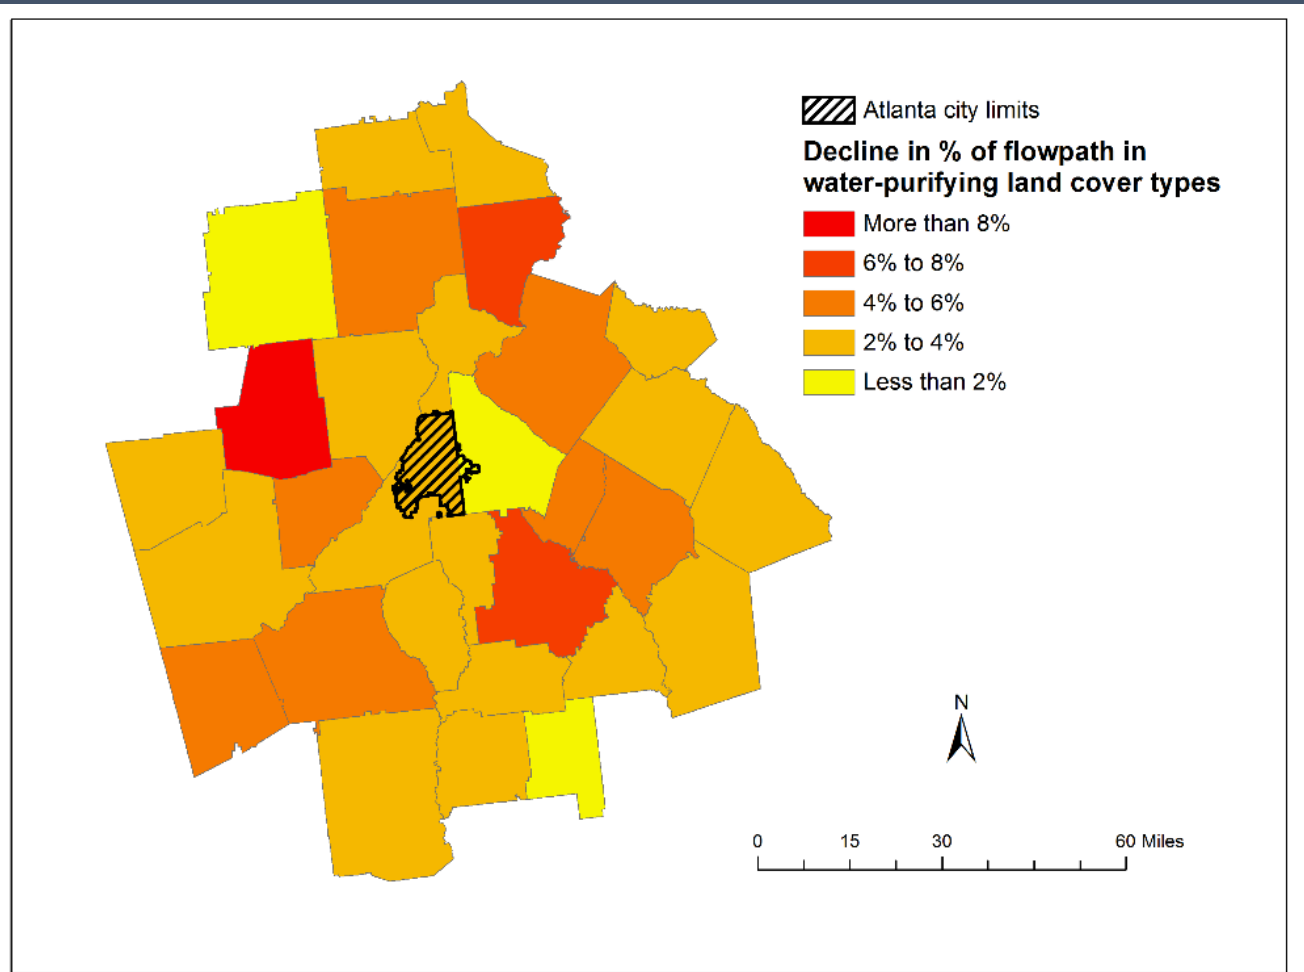 Atlanta city limits
Decline in % of flowpath in
water-purifying land cover types
More than 8%
6% to 8%
4% to 6%
2% to 4%
Less than 2%
N
0 15 30 60 Miles